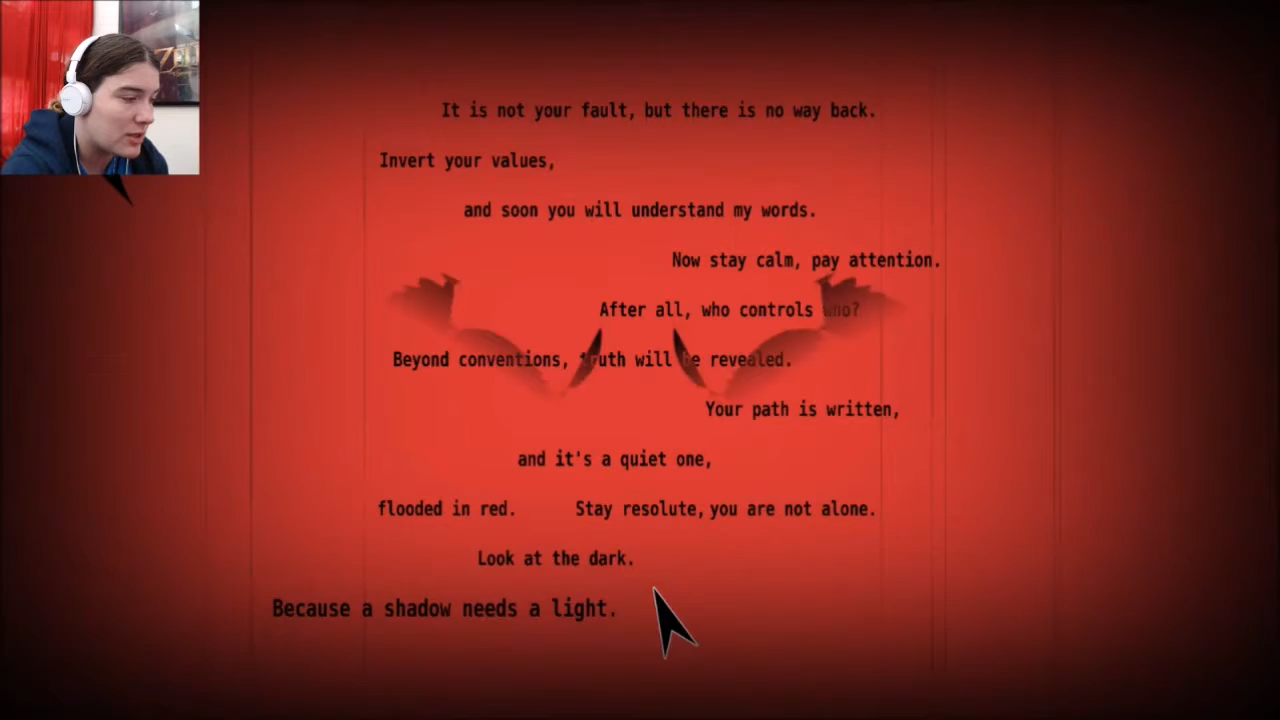 It is not your fault, but there is no way back.
Invert your values,
and soon you will understand my words.
Now stay calm, pay attention.
After all, who controls who?
Beyond conventions, truth will be revealed.
Your path is written,
and it's a quiet one,
flooded in red. Stay resolute, you are not alone.
Look at the dark.
Because a shadow needs a light.